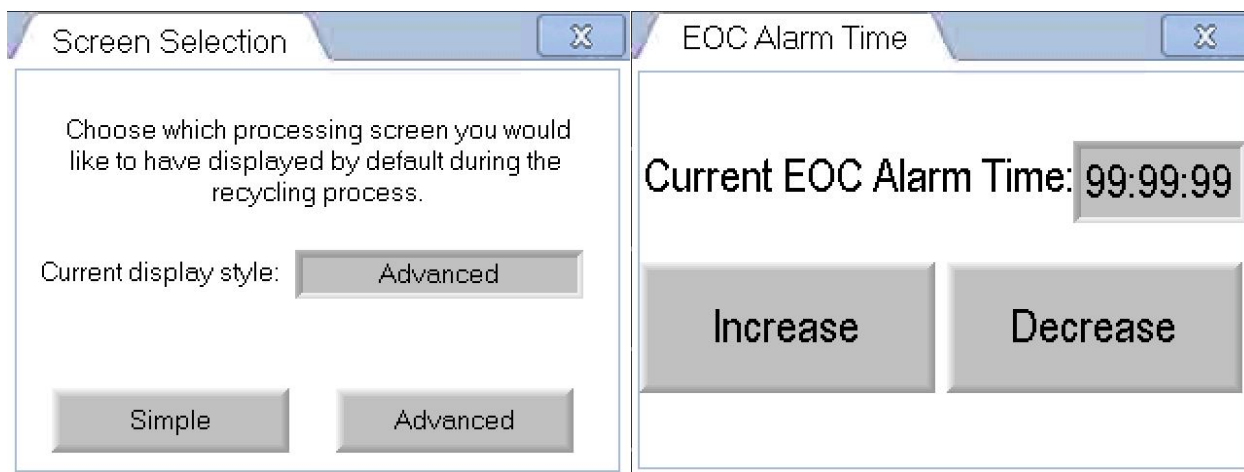 Screen Selection
Choose which processing screen you would
like to have displayed by default during the
recycling process.
Current display style: Advanced
Simple Advanced
EOC Alarm Time
Current EOC Alarm Time: 99:99:99
Increase Decrease